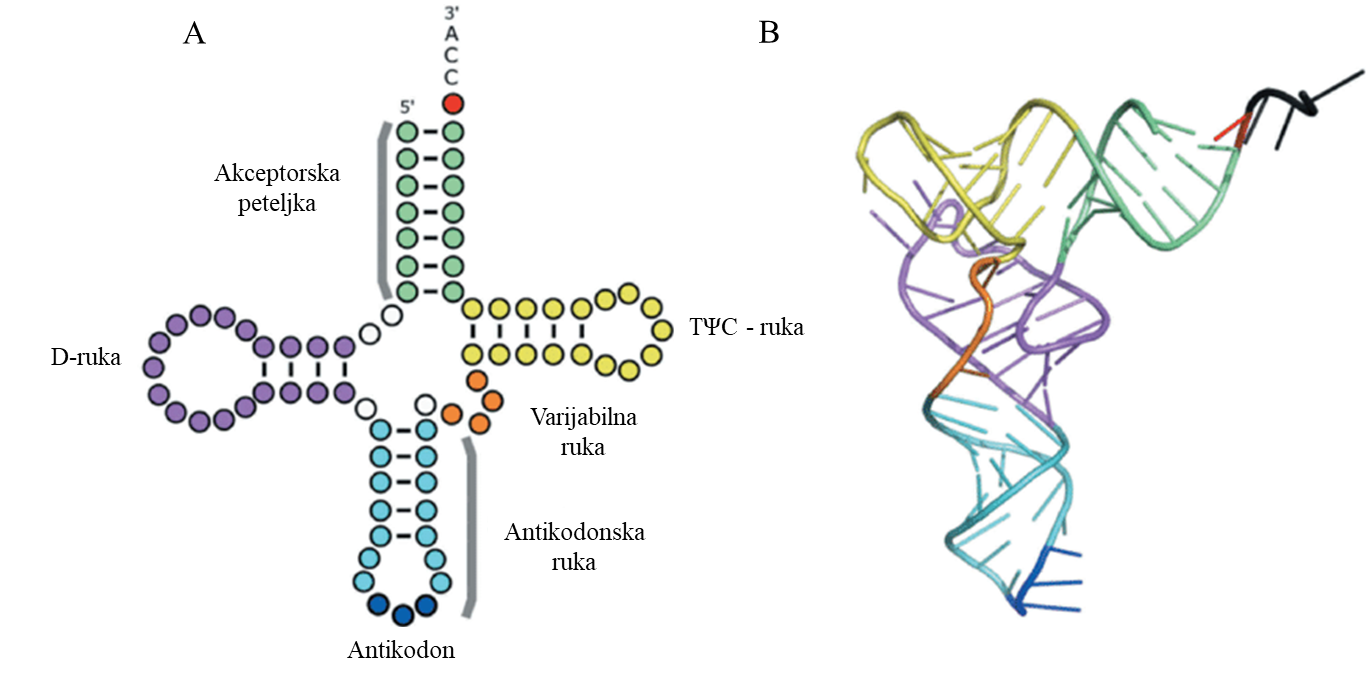 A
B
3'
A
C
C
5'
Akceptorska
peteljka
D-ruka
TΨC - ruka
Varijabilna
ruka
Antikodonska
ruka
Antikodon